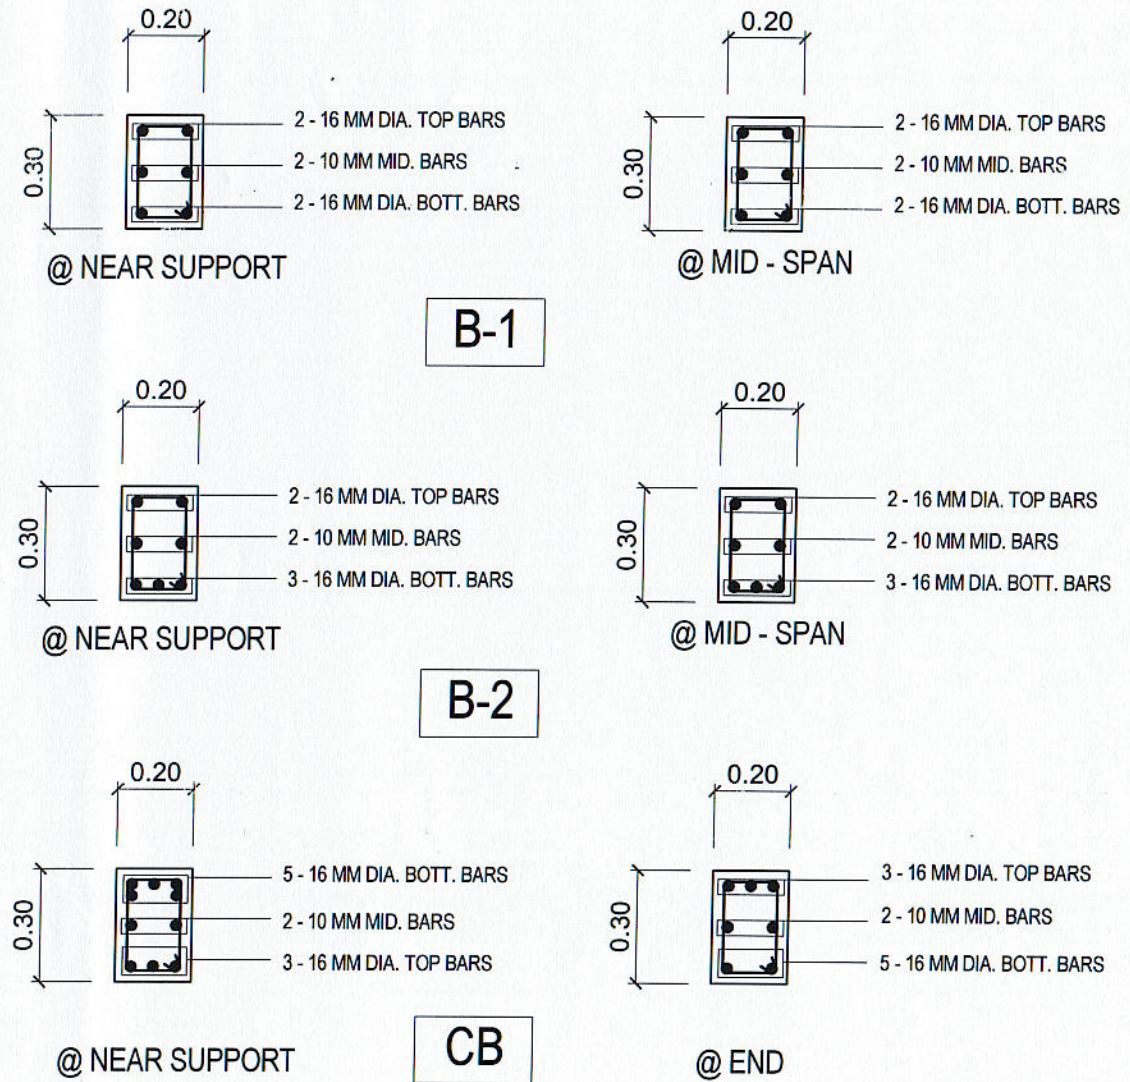 0.20
0.30
2 - 16 MM DIA. TOP BARS
2 - 10 MM MID. BARS
2 - 16 MM DIA. BOTT. BARS
@ NEAR SUPPORT
0.20
0.30
2 - 16 MM DIA. TOP BARS
2 - 10 MM MID. BARS
2 - 16 MM DIA. BOTT. BARS
@ MID - SPAN
B-1
0.20
0.30
2 - 16 MM DIA. TOP BARS
2 - 10 MM MID. BARS
3 - 16 MM DIA. BOTT. BARS
@ NEAR SUPPORT
0.20
0.30
2 - 16 MM DIA. TOP BARS
2 - 10 MM MID. BARS
3 - 16 MM DIA. BOTT. BARS
@ MID - SPAN
B-2
0.20
0.30
5 - 16 MM DIA. BOTT. BARS
2 - 10 MM MID. BARS
3 - 16 MM DIA. TOP BARS
@ NEAR SUPPORT
0.20
0.30
3 - 16 MM DIA. TOP BARS
2 - 10 MM MID. BARS
5 - 16 MM DIA. BOTT. BARS
@ END
CB